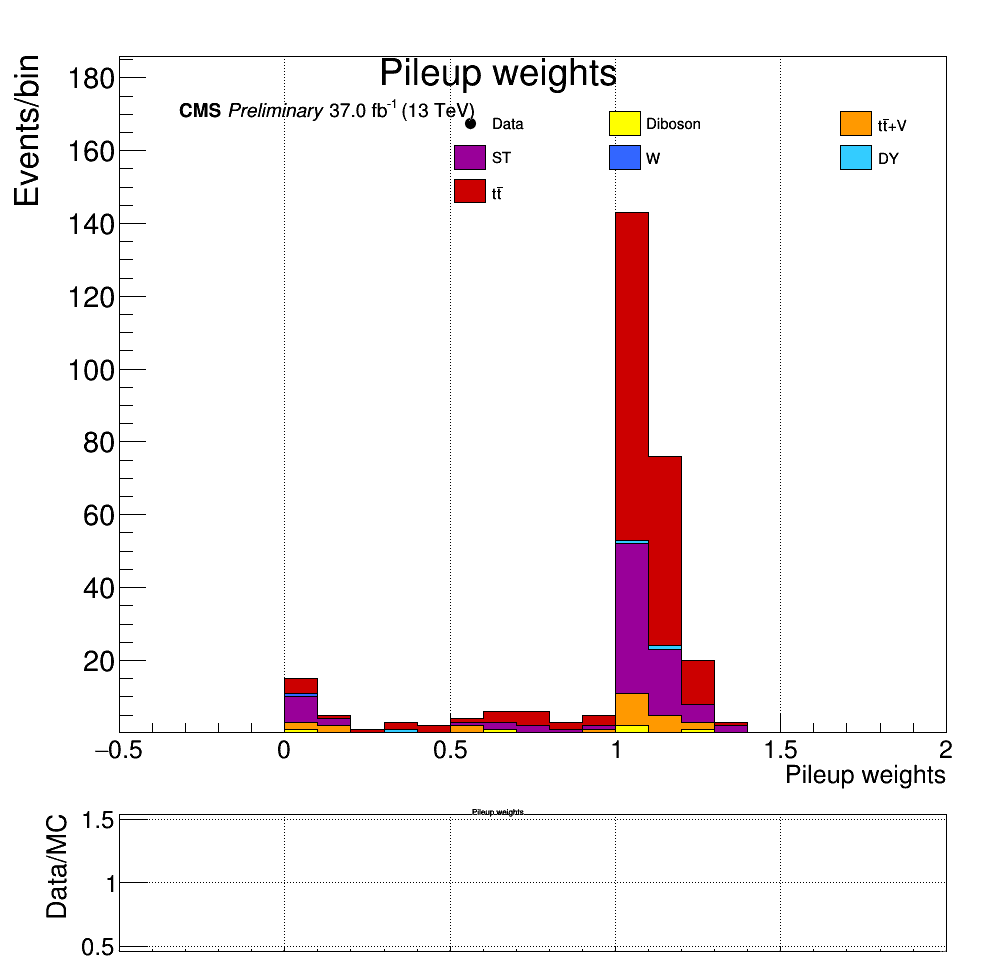 Pileup weights
CMS Preliminary 37.0 fb⁻¹ (13 TeV)
Data
Diboson
tt̄+V
ST
W
DY
tt̄
Events/bin
180
160
140
120
100
80
60
40
20
−0.5 0 0.5 1 1.5 2
Pileup weights
Pileup weights
Data/MC
1.5
1
0.5